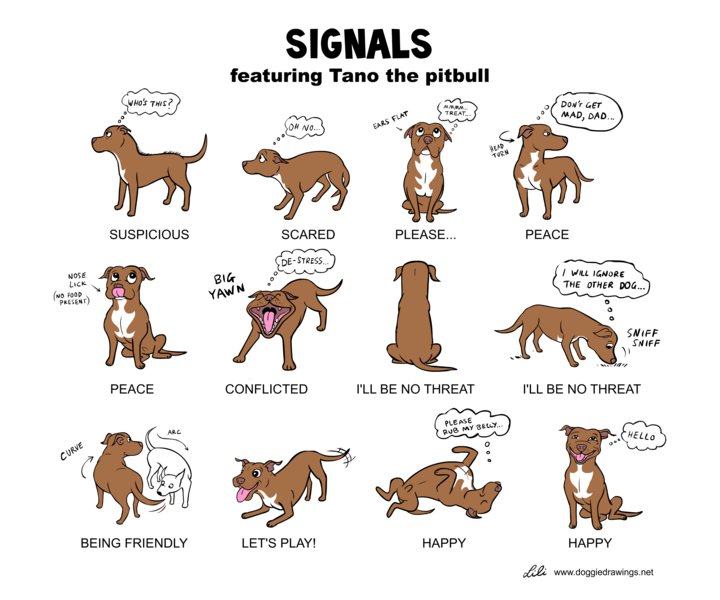 SIGNALS
featuring Tano the pitbull
WHO'S THIS?
SUSPICIOUS
OH NO...
SCARED
EARS FLAT
MMMM..
TREAT...
PLEASE...
DON'T GET
MAD, DAD...
HEAD
TURN
PEACE
NOSE
LICK
(NO FOOD
PRESENT)
PEACE
BIG
YAWN
DE-STRESS...
CONFLICTED
I'LL BE NO THREAT
I WILL IGNORE
THE OTHER DOG...
SNIFF
SNIFF
I'LL BE NO THREAT
CURVE
ARC
BEING FRIENDLY
LET'S PLAY!
PLEASE
RUB MY BELLY...
HAPPY
HELLO
HAPPY
Lili www.doggiedrawings.net